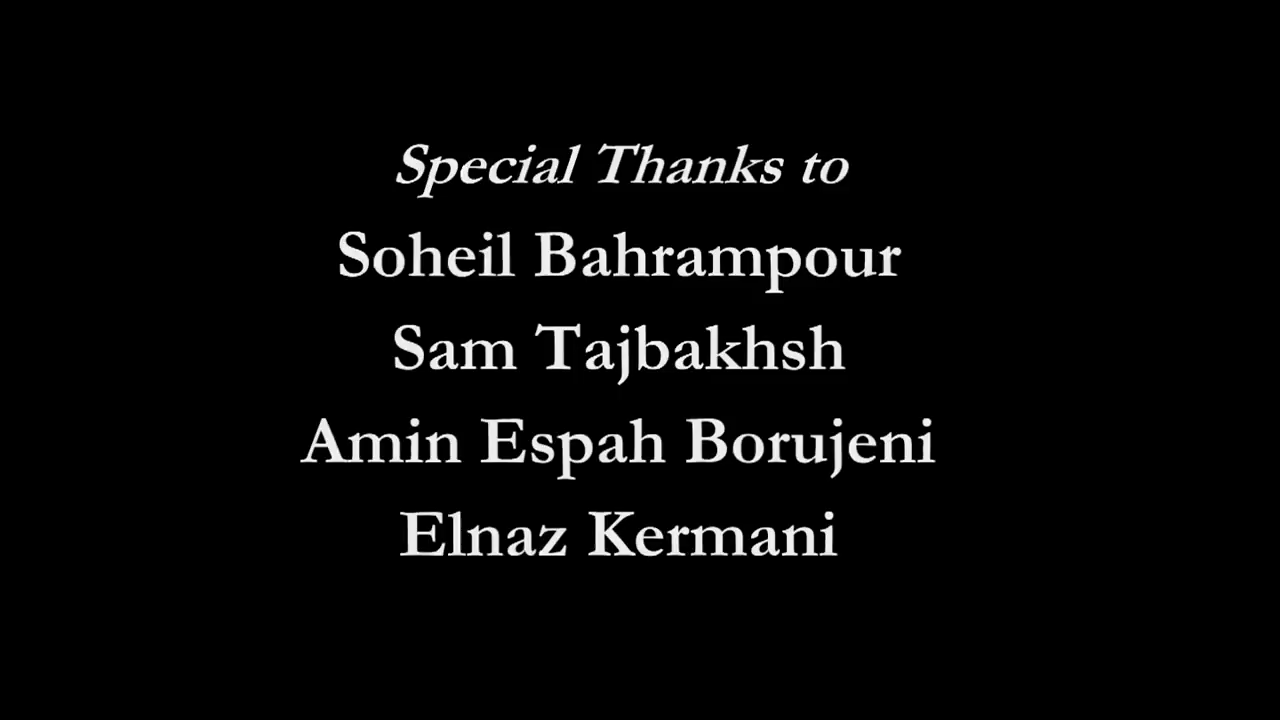 Special Thanks to
Soheil Bahrampour
Sam Tajbakhsh
Amin Espah Borujeni
Elnaz Kermani